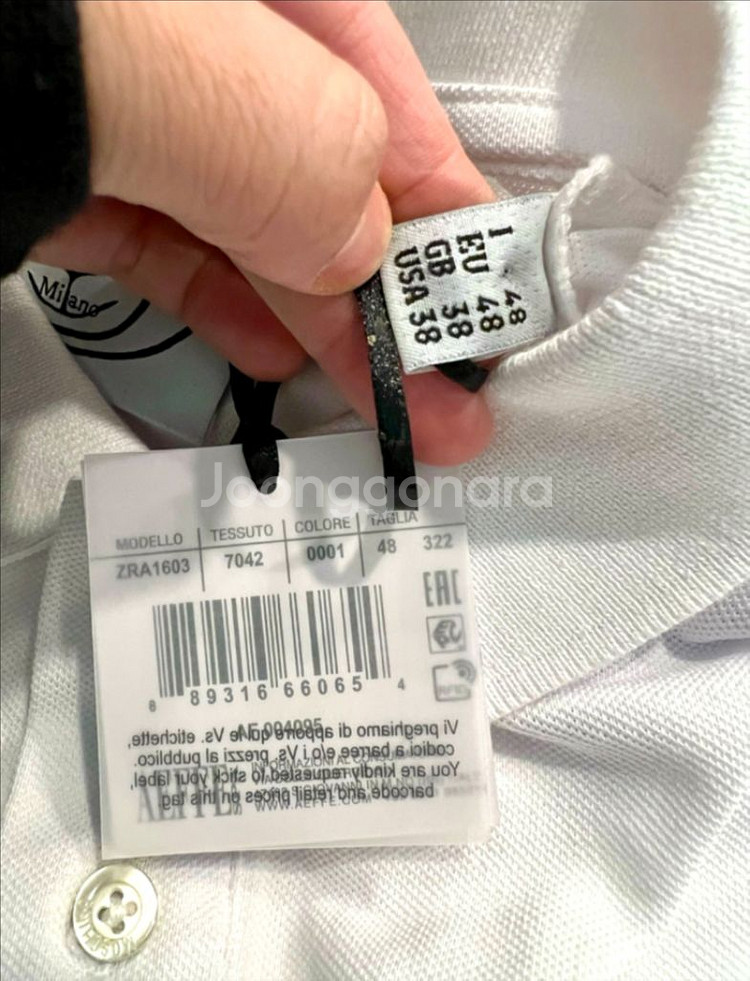 Milano
I 48
EU 48
GB 38
USA 38
Joonggonara
MODELLO TESSUTO COLORE TAGLIA
ZRA1603 7042 0001 48 322
EAC
8 89316 66065 4
Vi preghiamo di apporre qui le Vs. etichette,
codici a barre e/o i Vs. prezzi al pubblico.
You are kindly requested to stick your label,
barcode and retail prices on this tag.
AEFFE
WWW.AEFFE.COM
MOSCHINO